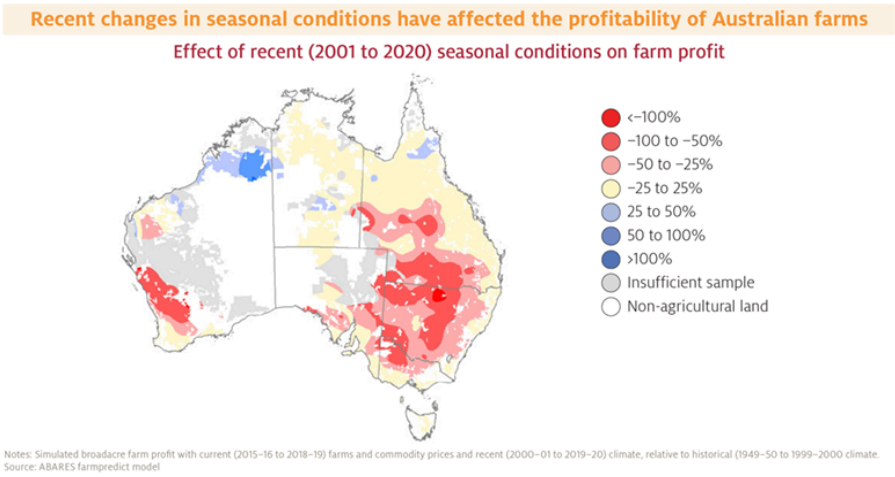 Recent changes in seasonal conditions have affected the profitability of Australian farms
Effect of recent (2001 to 2020) seasonal conditions on farm profit
<-100%
-100 to -50%
-50 to -25%
-25 to 25%
25 to 50%
50 to 100%
>100%
Insufficient sample
Non-agricultural land
Notes: Simulated broadacre farm profit with current (2015-16 to 2018-19) farms and commodity prices and recent (2000-01 to 2019-20) climate, relative to historical (1949-50 to 1999-2000 climate.
Source: ABARES farmpredict model